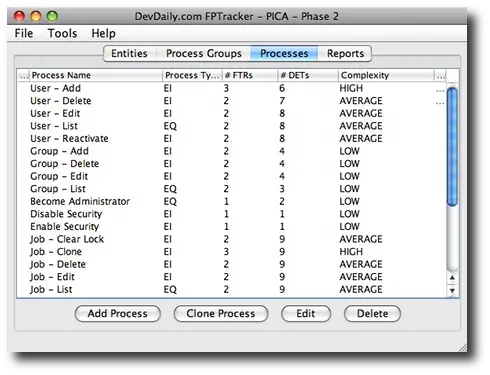 DevDaily.com FPTracker - PICA - Phase 2
File Tools Help
Entities Process Groups Processes Reports
... Process Name Process Ty... # FTRs # DETs Complexity ...
User - Add EI 3 6 HIGH
User - Delete EI 2 7 AVERAGE ...
User - Edit EI 2 8 AVERAGE
User - List EQ 2 8 AVERAGE
User - Reactivate EI 2 8 AVERAGE
Group - Add EI 2 4 LOW
Group - Delete EI 2 4 LOW
Group - Edit EI 2 4 LOW
Group - List EQ 2 3 LOW
Become Administrator EQ 1 2 LOW
Disable Security EI 1 1 LOW
Enable Security EI 1 1 LOW
Job - Clear Lock EI 2 9 AVERAGE
Job - Clone EI 3 9 HIGH
Job - Delete EI 2 9 AVERAGE
Job - Edit EI 2 9 AVERAGE
Job - List EQ 2 9 AVERAGE
Add Process Clone Process Edit Delete